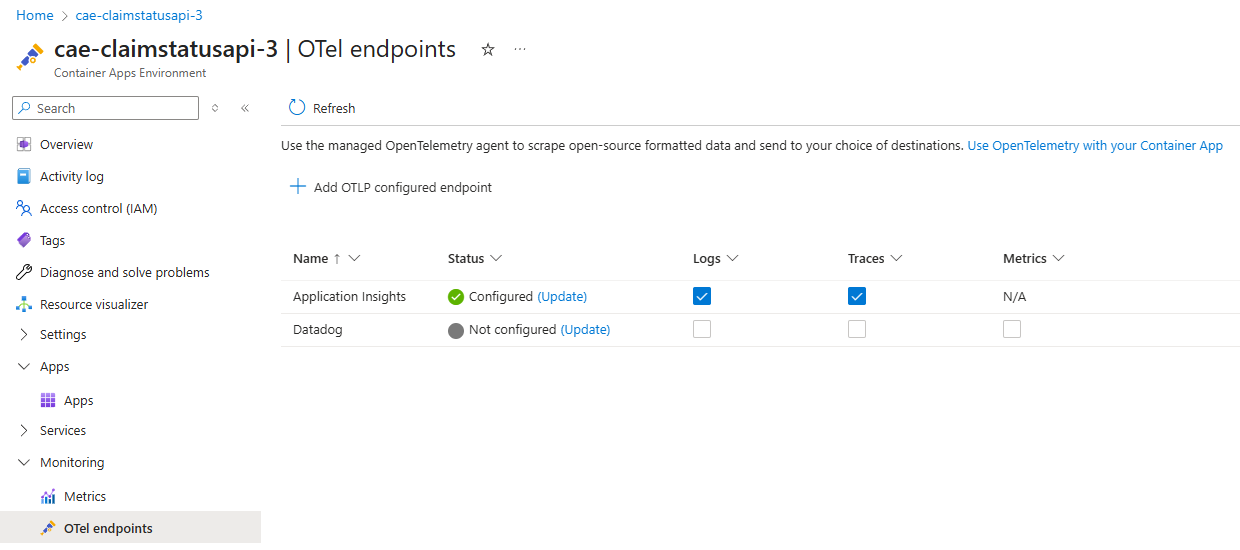 Home > cae-claimstatusapi-3
cae-claimstatusapi-3 | OTel endpoints
Container Apps Environment
Search
Overview
Activity log
Access control (IAM)
Tags
Diagnose and solve problems
Resource visualizer
Settings
Apps
Apps
Services
Monitoring
Metrics
OTel endpoints
Refresh
Use the managed OpenTelemetry agent to scrape open-source formatted data and send to your choice of destinations. Use OpenTelemetry with your Container App
Add OTLP configured endpoint
Name ↑ Status Logs Traces Metrics
Application Insights Configured (Update) N/A
Datadog Not configured (Update)